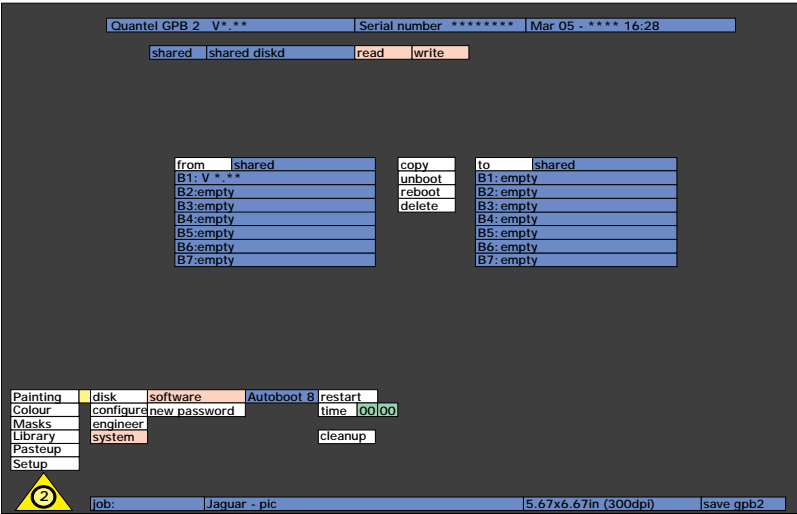 Quantel GPB 2 V*.** Serial number ******** Mar 05 - **** 16:28
shared shared diskd read write
from shared copy to shared
B1: V *.** unboot B1: empty
B2:empty reboot B2: empty
B3:empty delete B3: empty
B4:empty B4: empty
B5:empty B5: empty
B6:empty B6: empty
B7:empty B7: empty
Painting disk software Autoboot 8 restart
Colour configure new password time 00 00
Masks engineer
Library system cleanup
Pasteup
Setup
2 job: Jaguar - pic 5.67x6.67in (300dpi) save gpb2